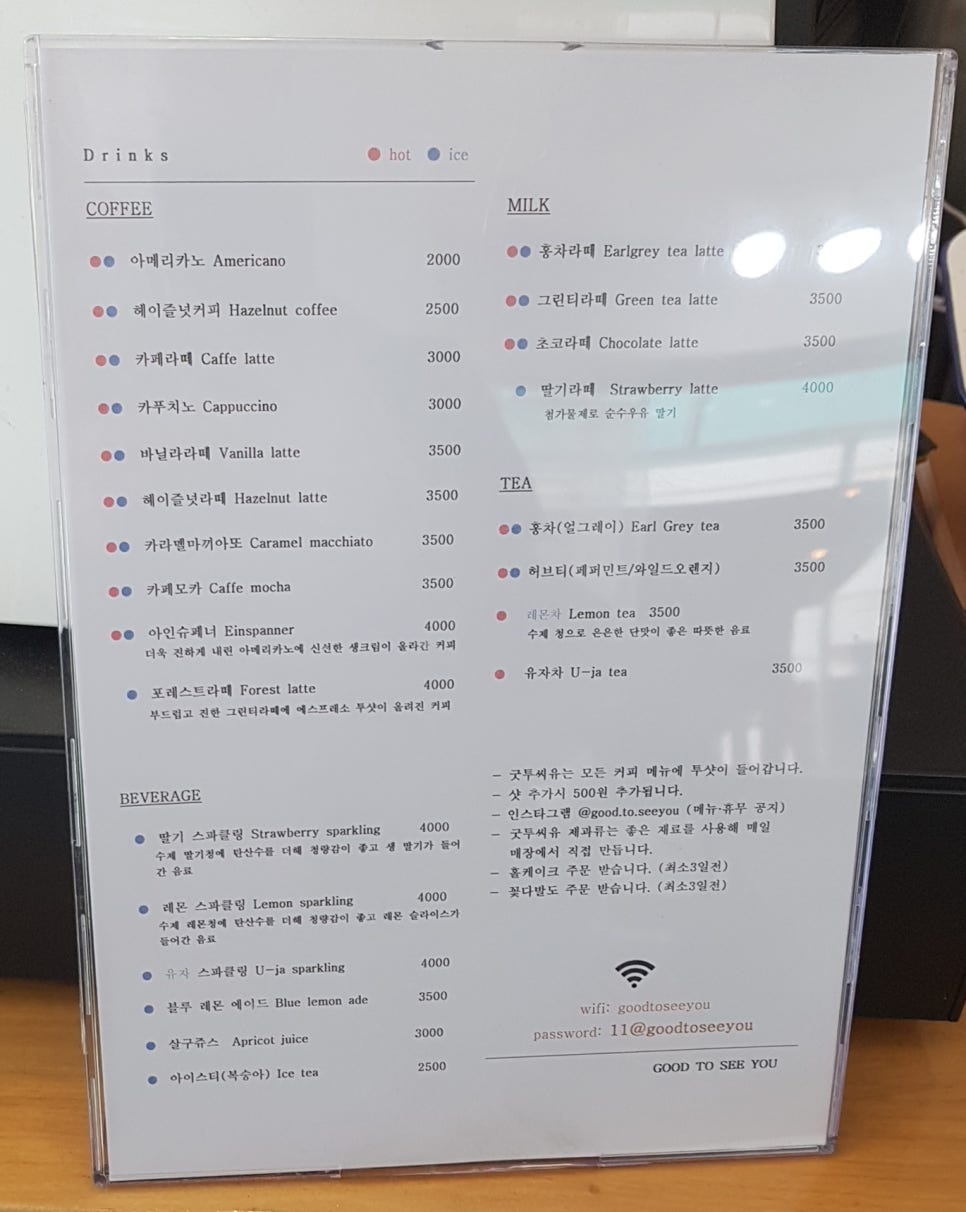 Drinks
hot ice
COFFEE
아메리카노 Americano 2000
헤이즐넛커피 Hazelnut coffee 2500
카페라떼 Caffe latte 3000
카푸치노 Cappuccino 3000
바닐라라떼 Vanilla latte 3500
헤이즐넛라떼 Hazelnut latte 3500
카라멜마끼아또 Caramel macchiato 3500
카페모카 Caffe mocha 3500
아인슈페너 Einspanner 4000
더욱 진하게 내린 아메리카노에 신선한 생크림이 올라간 커피
포레스트라떼 Forest latte 4000
부드럽고 진한 그린티라떼에 에스프레소 투샷이 올려진 커피
BEVERAGE
딸기 스파클링 Strawberry sparkling 4000
수제 딸기청에 탄산수를 더해 청량감이 좋고 생 딸기가 들어
간 음료
레몬 스파클링 Lemon sparkling 4000
수제 레몬청에 탄산수를 더해 청량감이 좋고 레몬 슬라이스가
들어간 음료
유자 스파클링 U-ja sparkling 4000
블루 레몬 에이드 Blue lemon ade 3500
살구쥬스 Apricot juice 3000
아이스티(복숭아) Ice tea 2500
MILK
홍차라떼 Earlgrey tea latte
그린티라떼 Green tea latte 3500
초코라떼 Chocolate latte 3500
딸기라떼 Strawberry latte 4000
첨가물제로 순수우유 딸기
TEA
홍차(얼그레이) Earl Grey tea 3500
허브티(페퍼민트/와일드오렌지) 3500
레몬차 Lemon tea 3500
수제 청으로 은은한 단맛이 좋은 따뜻한 음료
유자차 U-ja tea 3500
- 굿투씨유는 모든 커피 메뉴에 투샷이 들어갑니다.
- 샷 추가시 500원 추가됩니다.
- 인스타그램 @good.to.seeyou (메뉴·휴무 공지)
- 굿투씨유 제과류는 좋은 재료를 사용해 매일
매장에서 직접 만듭니다.
- 홀케이크 주문 받습니다. (최소3일전)
- 꽃다발도 주문 받습니다. (최소3일전)
wifi: goodtoseeyou
password: 11@goodtoseeyou
GOOD TO SEE YOU